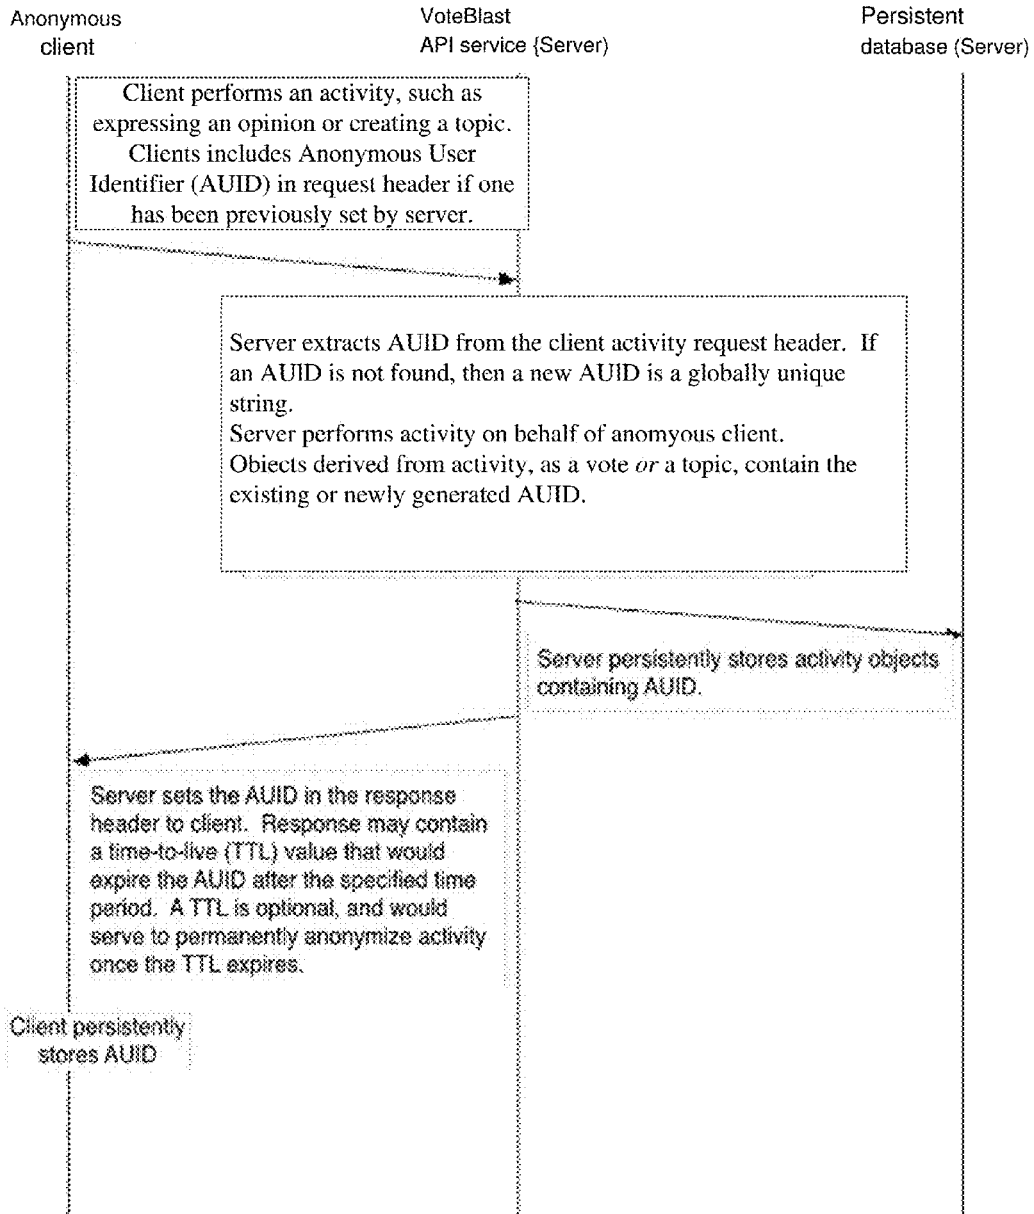 Anonymous
client
VoteBlast
API service {Server)
Persistent
database (Server)
Client performs an activity, such as
expressing an opinion or creating a topic.
Clients includes Anonymous User
Identifier (AUID) in request header if one
has been previously set by server.
Server extracts AUID from the client activity request header.  If
an AUID is not found, then a new AUID is a globally unique
string.
Server performs activity on behalf of anomyous client.
Obiects derived from activity, as a vote or a topic, contain the
existing or newly generated AUID.
Server persistently stores activity objects
containing AUID.
Server sets the AUID in the response
header to client.  Response may contain
a time-to-live (TTL) value that would
expire the AUID after the specified time
period.  A TTL is optional, and would
serve to permanently anonymize activity
once the TTL expires.
Client persistently
stores AUID